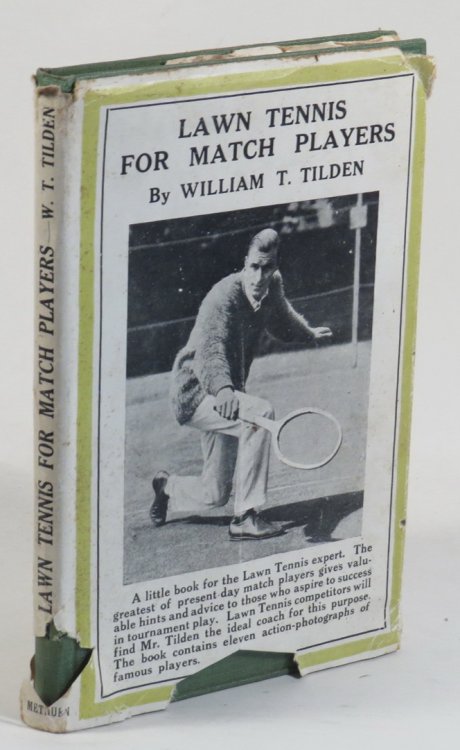 LAWN TENNIS
FOR MATCH PLAYERS
By WILLIAM T. TILDEN
A little book for the Lawn Tennis expert. The
greatest of present-day match players gives valu-
able hints and advice to those who aspire to success
in tournament play. Lawn Tennis competitors will
find Mr. Tilden the ideal coach for this purpose.
The book contains eleven action-photographs of
famous players.
LAWN TENNIS FOR MATCH PLAYERS — W. T. TILDEN
METHUEN